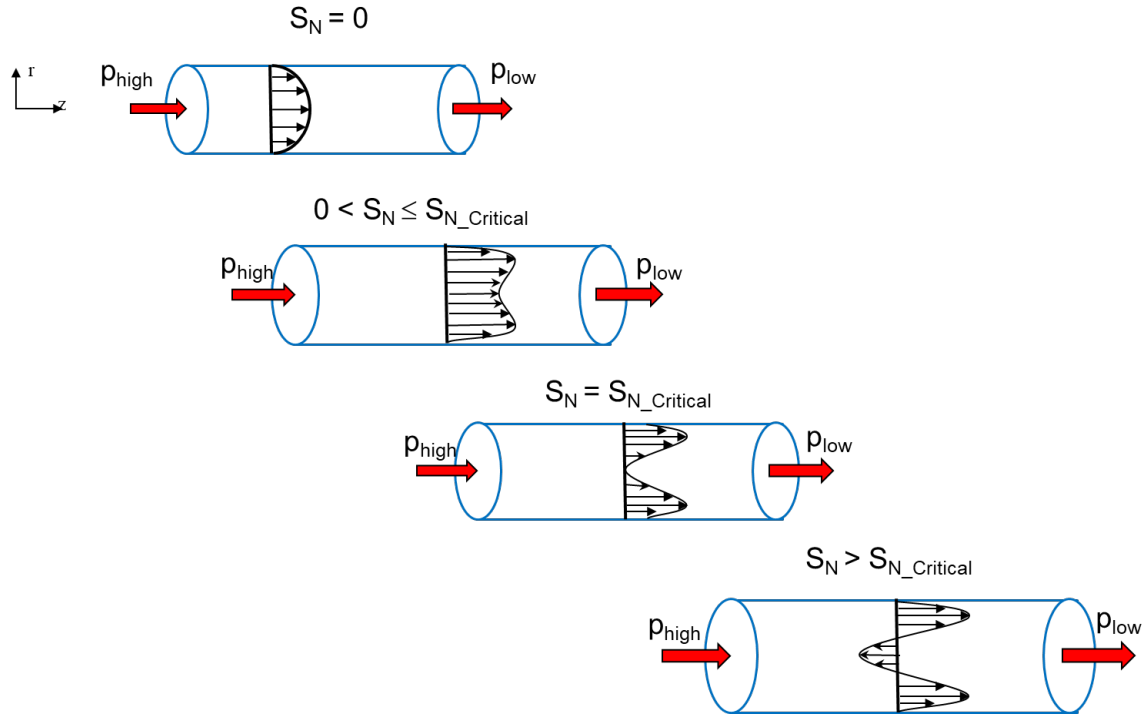 S_N = 0
r
z
p_high
p_low
0 < S_N ≤ S_N_Critical
p_high
p_low
S_N = S_N_Critical
p_high
p_low
S_N > S_N_Critical
p_high
p_low